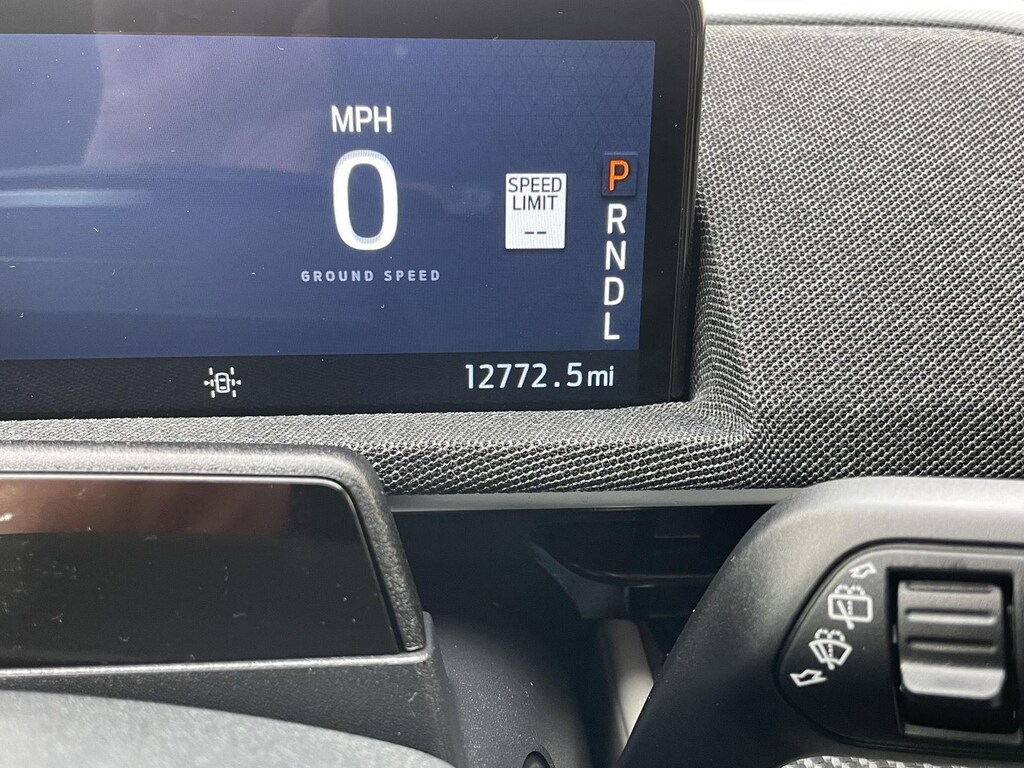 MPH
0
GROUND SPEED
SPEED
LIMIT
--
P
R
N
D
L
12772.5mi